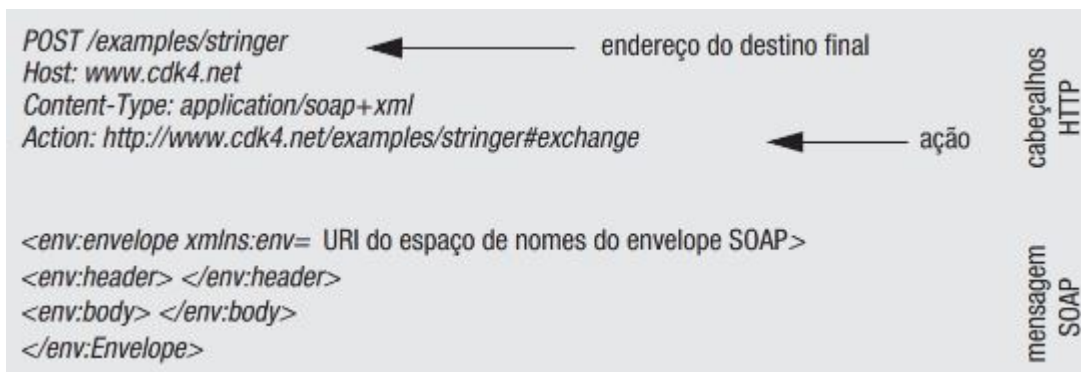 POST /examples/stringer endereço do destino final
Host: www.cdk4.net
Content-Type: application/soap+xml
Action: http://www.cdk4.net/examples/stringer#exchange ação
cabeçalhos
HTTP
<env:envelope xmlns:env= URI do espaço de nomes do envelope SOAP>
<env:header> </env:header>
<env:body> </env:body>
</env:Envelope>
mensagem
SOAP